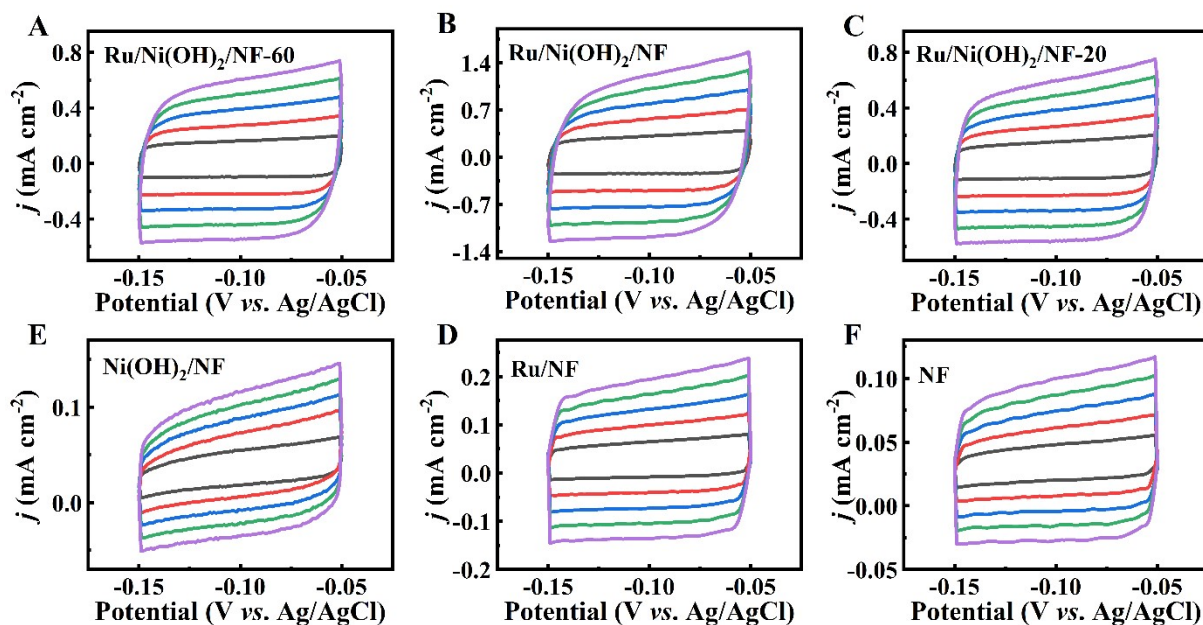 A
Ru/Ni(OH)₂/NF-60
0.8
0.4
0.0
-0.4
j (mA cm⁻²)
-0.15 -0.10 -0.05
Potential (V vs. Ag/AgCl)
B
Ru/Ni(OH)₂/NF
1.4
0.7
0.0
-0.7
-1.4
j (mA cm⁻²)
-0.15 -0.10 -0.05
Potential (V vs. Ag/AgCl)
C
Ru/Ni(OH)₂/NF-20
0.8
0.4
0.0
-0.4
j (mA cm⁻²)
-0.15 -0.10 -0.05
Potential (V vs. Ag/AgCl)
E
Ni(OH)₂/NF
0.1
0.0
j (mA cm⁻²)
-0.15 -0.10 -0.05
Potential (V vs. Ag/AgCl)
D
Ru/NF
0.2
0.1
0.0
-0.1
-0.2
j (mA cm⁻²)
-0.15 -0.10 -0.05
Potential (V vs. Ag/AgCl)
F
NF
0.10
0.05
0.00
-0.05
j (mA cm⁻²)
-0.15 -0.10 -0.05
Potential (V vs. Ag/AgCl)